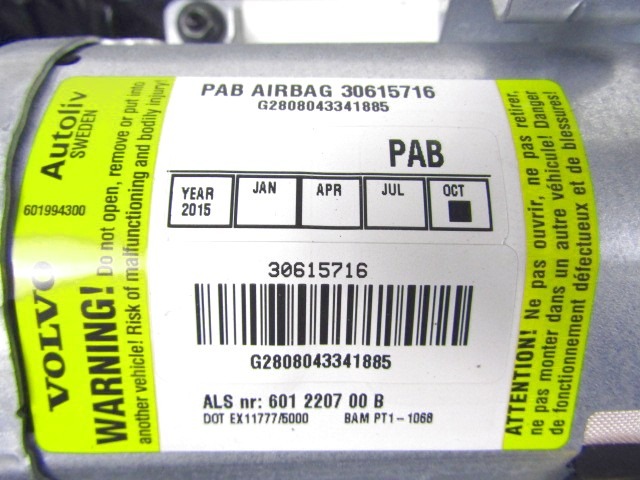 PAB AIRBAG 30615716
G2808043341885
PAB
YEAR 2015 JAN APR JUL OCT
30615716
G2808043341885
ALS nr: 601 2207 00 B
DOT EX11777/5000 BAM PT1-1068
Autoliv
SWEDEN
601994300
VOLVO
WARNING! Do not open, remove or put into
another vehicle! Risk of malfunctioning and bodily injury!
ATTENTION! Ne pas ouvrir, ne pas retirer,
ne pas monter dans un autre véhicule! Danger
de fonctionnement défectueux et de blessures!